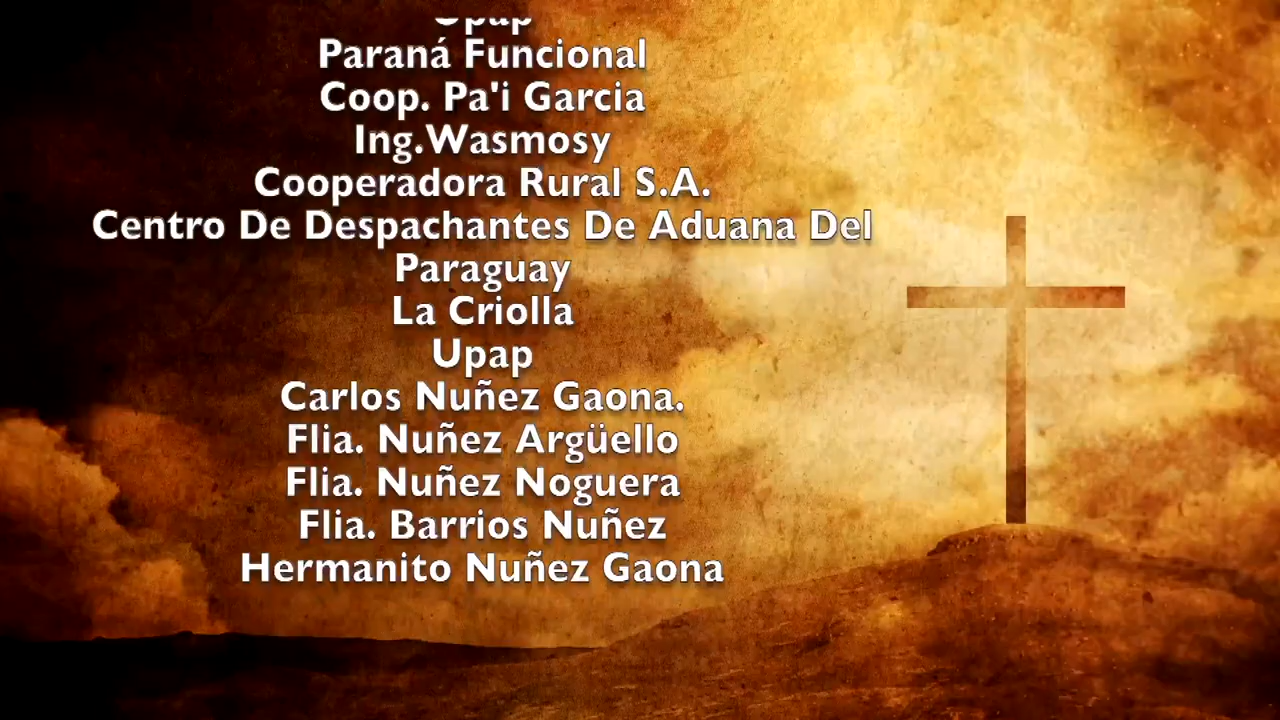 Upap
Paraná Funcional
Coop. Pa'i Garcia
Ing.Wasmosy
Cooperadora Rural S.A.
Centro De Despachantes De Aduana Del
Paraguay
La Criolla
Upap
Carlos Nuñez Gaona.
Flia. Nuñez Argüello
Flia. Nuñez Noguera
Flia. Barrios Nuñez
Hermanito Nuñez Gaona